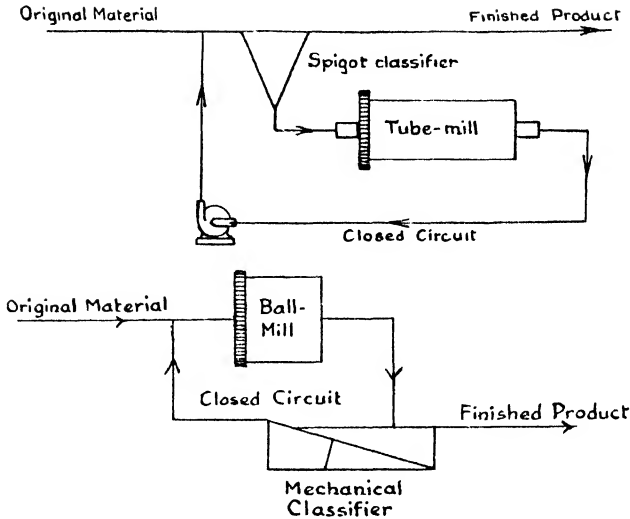 Original Material
Finished Product
Spigot classifier
Tube-mill
Closed Circuit
Original Material
Ball-
Mill
Closed Circuit
Finished Product
Mechanical
Classifier